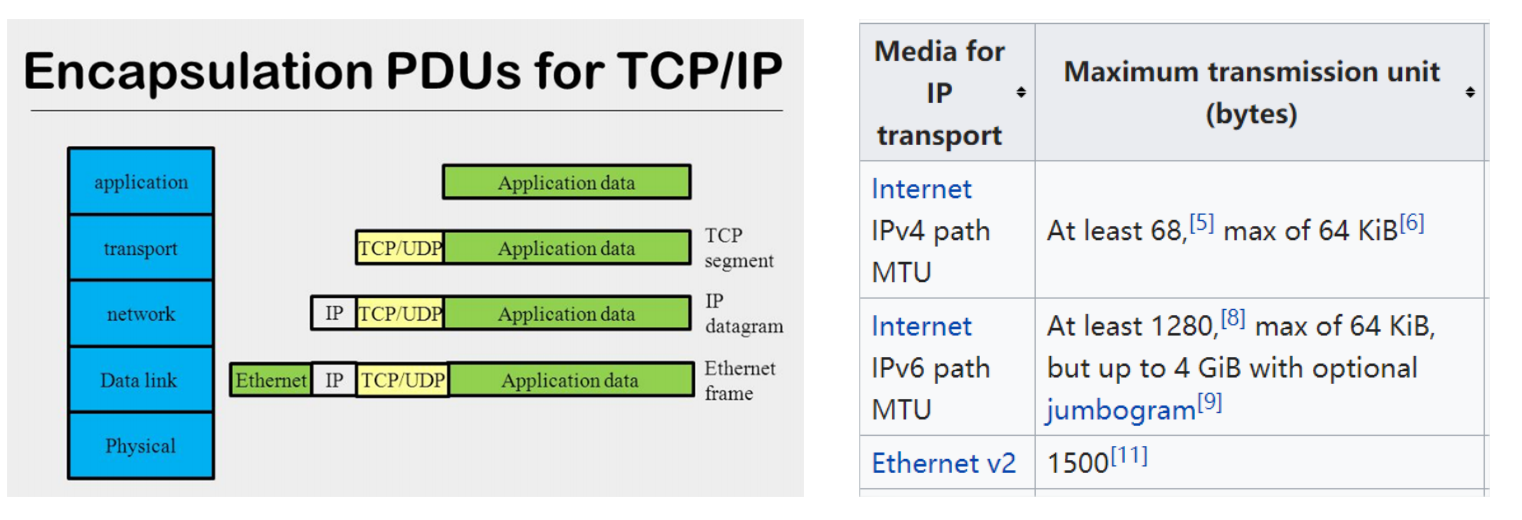 Encapsulation PDUs for TCP/IP
application
Application data
transport
TCP/UDP Application data
TCP
segment
network
IP TCP/UDP Application data
IP
datagram
Data link
Ethernet IP TCP/UDP Application data
Ethernet
frame
Physical
Media for
IP
transport
Maximum transmission unit
(bytes)
Internet
IPv4 path
MTU
At least 68,[5] max of 64 KiB[6]
Internet
IPv6 path
MTU
At least 1280,[8] max of 64 KiB,
but up to 4 GiB with optional
jumbogram[9]
Ethernet v2
1500[11]